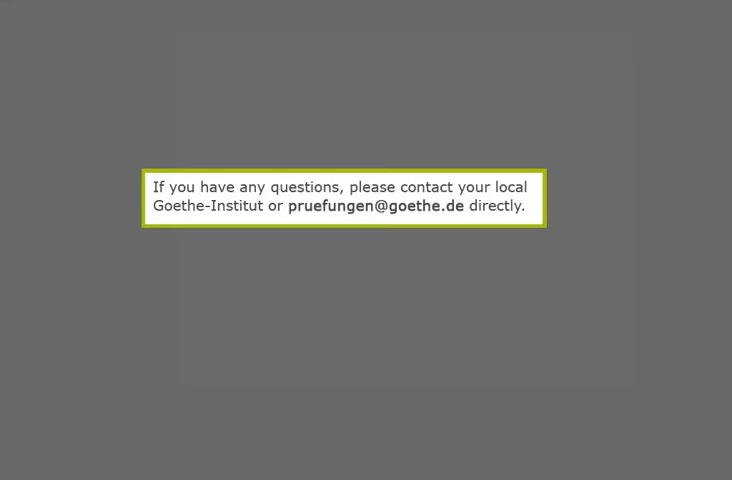 If you have any questions, please contact your local
Goethe-Institut or pruefungen@goethe.de directly.